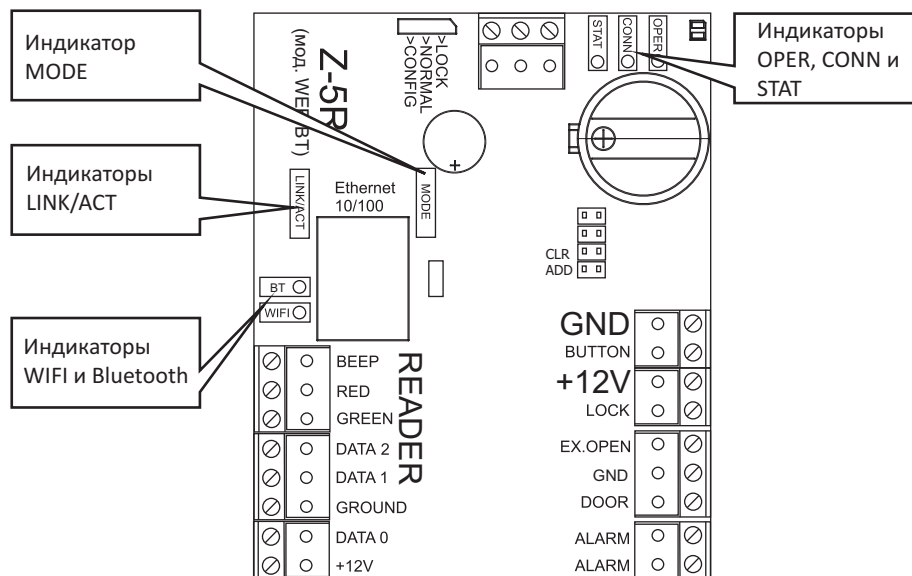 Индикатор
MODE
Индикаторы
LINK/ACT
Индикаторы
WIFI и Bluetooth
Индикаторы
OPER, CONN и
STAT
Z-5R
(мод. WEB BT)
>LOCK
>NORMAL
>CONFIG
STAT
CONN
OPER
LINK/ACT
Ethernet
10/100
MODE
+
BT
WIFI
CLR
ADD
READER
BEEP
RED
GREEN
DATA 2
DATA 1
GROUND
DATA 0
+12V
GND
BUTTON
+12V
LOCK
EX.OPEN
GND
DOOR
ALARM
ALARM